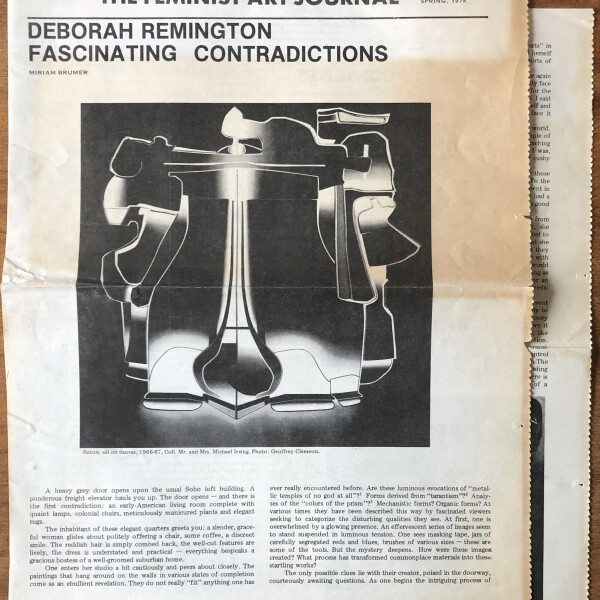 THE FEMINIST ART JOURNAL
SPRING, 1974
DEBORAH REMINGTON
FASCINATING CONTRADICTIONS
MIRIAM BRUMER
Saxon, oil on canvas, 1966-67, Coll. Mr. and Mrs. Michael Irving. Photo: Geoffrey Clements.
A heavy grey door opens upon the usual Soho loft building. A
ponderous freight elevator hauls you up. The door opens — and there is
the first contradiction: an early-American living room complete with
quaint lamps, colonial chairs, meticulously manicured plants and elegant
rugs.
The inhabitant of these elegant quarters greets you: a slender, grace-
ful woman glides about politely offering a chair, some coffee, a discreet
smile. The reddish hair is simply combed back, the well-cut features are
lively, the dress is understated and practical — everything bespeaks a
gracious hostess of a well-groomed suburban home.
One enters her studio a bit cautiously and peers about closely. The
paintings that hang around on the walls in various states of completion
come as an ebullient revelation. They do not really "fit" anything one has
ever really encountered before. Are these luminous evocations of "metal-
lic temples of no god at all"? Forms derived from "tarantism"? Analy-
ses of the "colors of the prism"? Mechanistic forms? Organic forms? At
various times they have been described this way by fascinated viewers
seeking to categorize the disturbing qualities they see. At first, one is
overwhelmed by a glowing presence. An effervescent series of images seem
to stand suspended in luminous tension. One sees masking tape, jars of
carefully segregated reds and blues, brushes of various sizes — these are
some of the tools. But the mystery deepens. How were these images
created? What process has transformed commonplace materials into these
startling works?
The only possible clues lie with their creator, poised in the doorway,
courteously awaiting questions. As one begins the intriguing process of